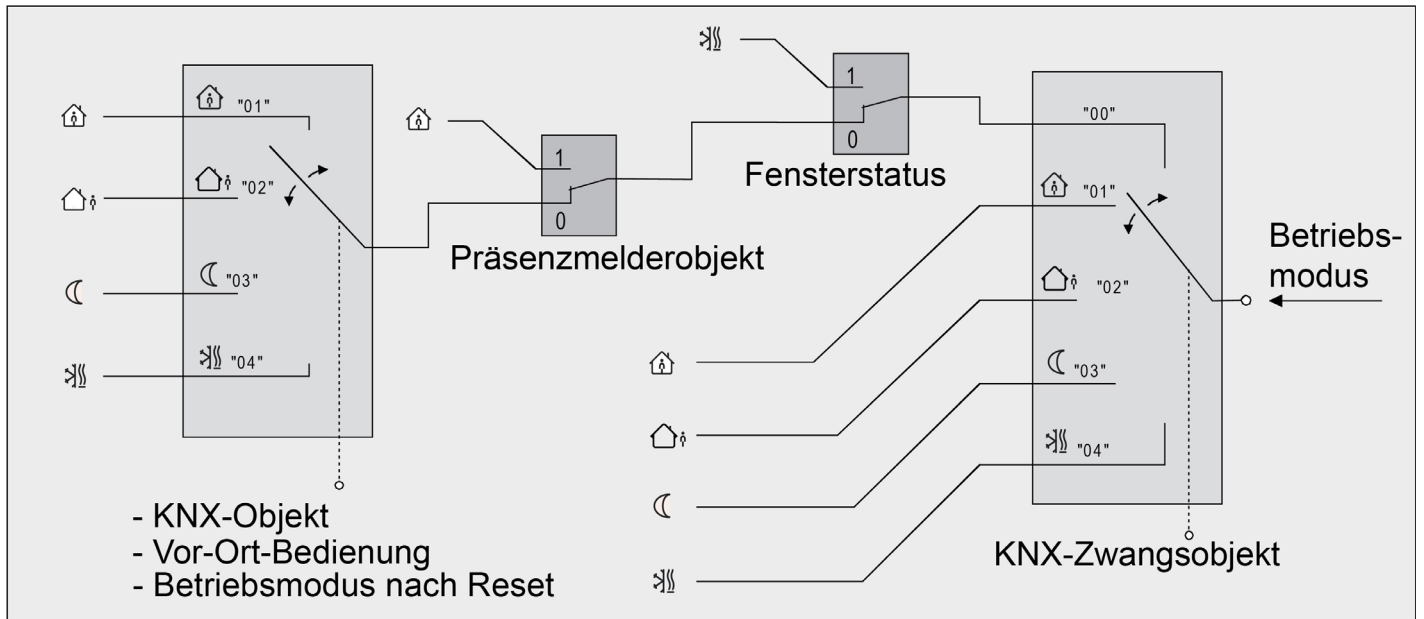 "01"
"02"
"03"
"04"
- KNX-Objekt
- Vor-Ort-Bedienung
- Betriebsmodus nach Reset
1
0
Präsenzmelderobjekt
1
0
Fensterstatus
"00"
"01"
"02"
"03"
"04"
KNX-Zwangsobjekt
Betriebs-
modus